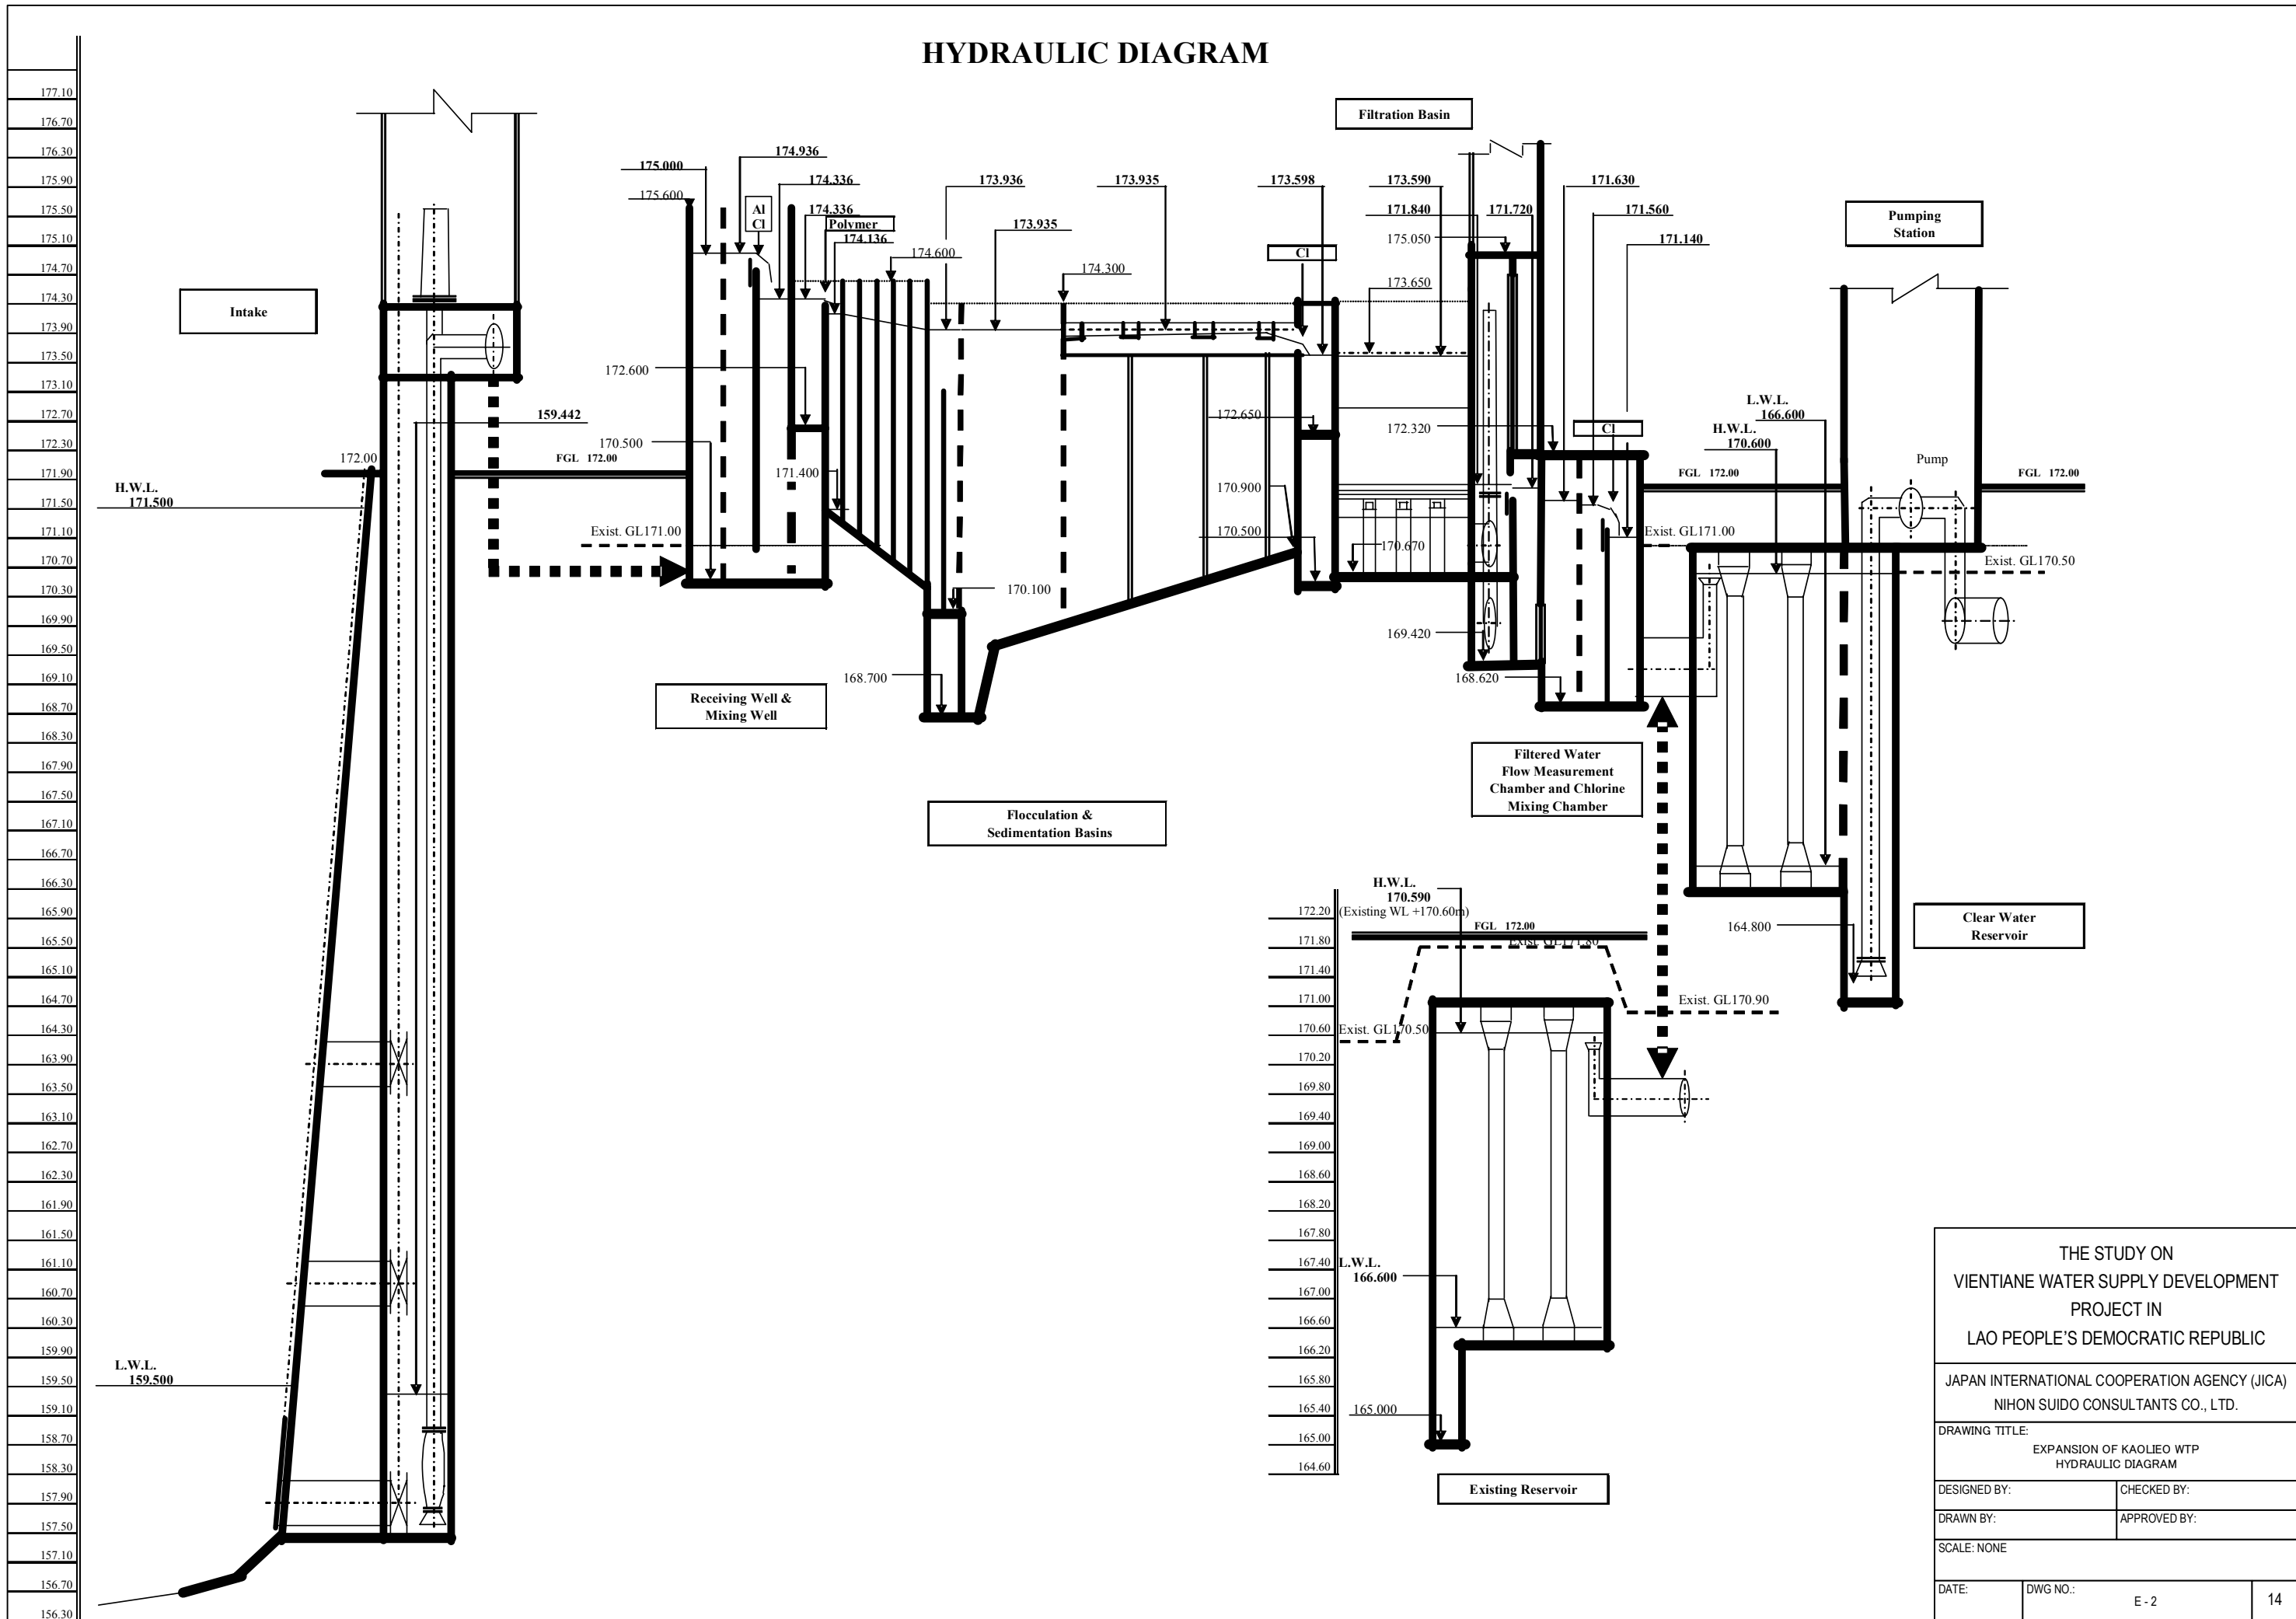 HYDRAULIC DIAGRAM
177.10
176.70
176.30
175.90
175.50
175.10
174.70
174.30
173.90
173.50
173.10
172.70
172.30
171.90
171.50
171.10
170.70
170.30
169.90
169.50
169.10
168.70
168.30
167.90
167.50
167.10
166.70
166.30
165.90
165.50
165.10
164.70
164.30
163.90
163.50
163.10
162.70
162.30
161.90
161.50
161.10
160.70
160.30
159.90
159.50
159.10
158.70
158.30
157.90
157.50
157.10
156.70
156.30
Intake
172.00
H.W.L.
171.500
L.W.L.
159.500
159.442
FGL 172.00
Exist. GL171.00
175.000
175.600
174.936
174.336
174.336
Al
Cl
Polymer
174.136
174.600
172.600
170.500
171.400
Receiving Well &
Mixing Well
173.936
173.935
173.935
174.300
170.100
168.700
Flocculation &
Sedimentation Basins
Filtration Basin
173.598
Cl
172.650
170.900
170.500
173.590
171.840
171.720
175.050
173.650
172.320
170.670
169.420
168.620
171.630
171.560
171.140
Cl
Exist. GL171.00
Filtered Water
Flow Measurement
Chamber and Chlorine
Mixing Chamber
Pumping
Station
L.W.L.
166.600
H.W.L.
170.600
FGL 172.00
Pump
FGL 172.00
Exist. GL170.50
164.800
Clear Water
Reservoir
Exist. GL170.90
172.20
171.80
171.40
171.00
170.60
170.20
169.80
169.40
169.00
168.60
168.20
167.80
167.40
167.00
166.60
166.20
165.80
165.40
165.00
164.60
H.W.L.
170.590
(Existing WL +170.60m)
FGL 172.00
Exist. GL171.80
Exist. GL170.50
L.W.L.
166.600
165.000
Existing Reservoir
THE STUDY ON
VIENTIANE WATER SUPPLY DEVELOPMENT
PROJECT IN
LAO PEOPLE'S DEMOCRATIC REPUBLIC
JAPAN INTERNATIONAL COOPERATION AGENCY (JICA)
NIHON SUIDO CONSULTANTS CO., LTD.
DRAWING TITLE:
EXPANSION OF KAOLIEO WTP
HYDRAULIC DIAGRAM
DESIGNED BY: CHECKED BY:
DRAWN BY: APPROVED BY:
SCALE: NONE
DATE: DWG NO.: E - 2 14